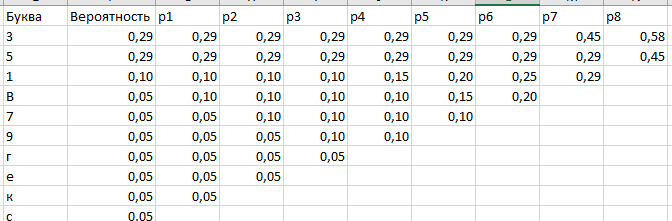 Буква Вероятность p1 p2 p3 p4 p5 p6 p7 p8
3 0,29 0,29 0,29 0,29 0,29 0,29 0,29 0,45 0,58
5 0,29 0,29 0,29 0,29 0,29 0,29 0,29 0,29 0,45
1 0,10 0,10 0,10 0,10 0,15 0,20 0,25 0,29
В 0,05 0,10 0,10 0,10 0,10 0,15 0,20
7 0,05 0,05 0,10 0,10 0,10 0,10
9 0,05 0,05 0,05 0,10 0,10
г 0,05 0,05 0,05 0,05
е 0,05 0,05 0,05
к 0,05 0,05
с 0,05